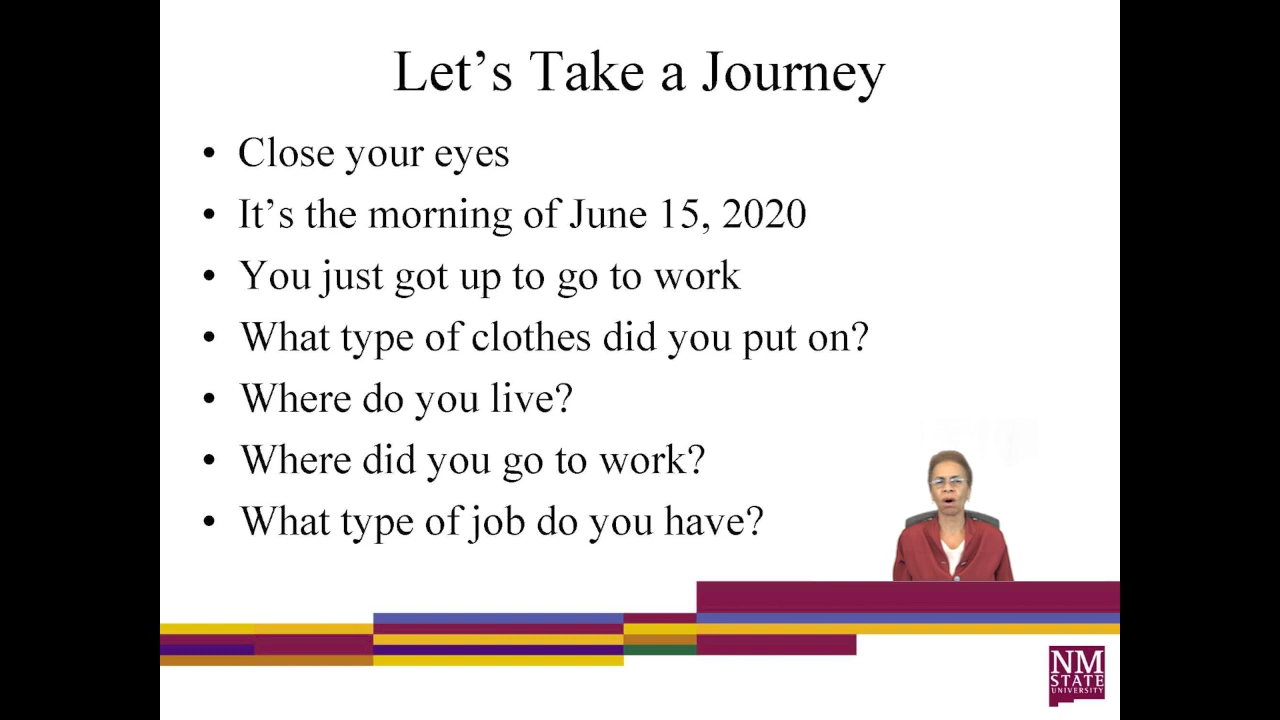 Let's Take a Journey
• Close your eyes
• It's the morning of June 15, 2020
• You just got up to go to work
• What type of clothes did you put on?
• Where do you live?
• Where did you go to work?
• What type of job do you have?
NM
STATE
UNIVERSITY